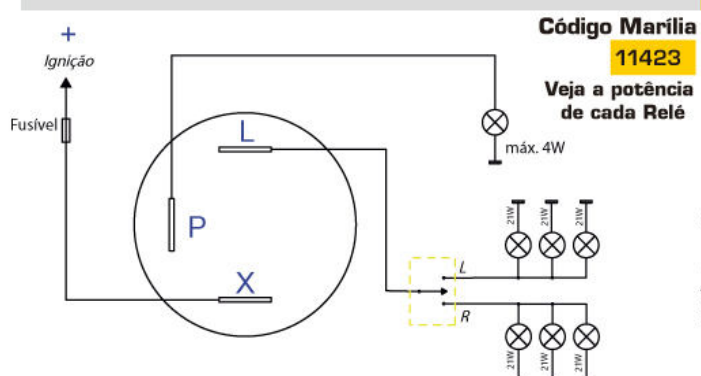 Código Marília
11423
Veja a potência
de cada Relé
+
Ignição
Fusível
L
P
X
máx. 4W
21W
21W
21W
L
R
21W
21W
21W